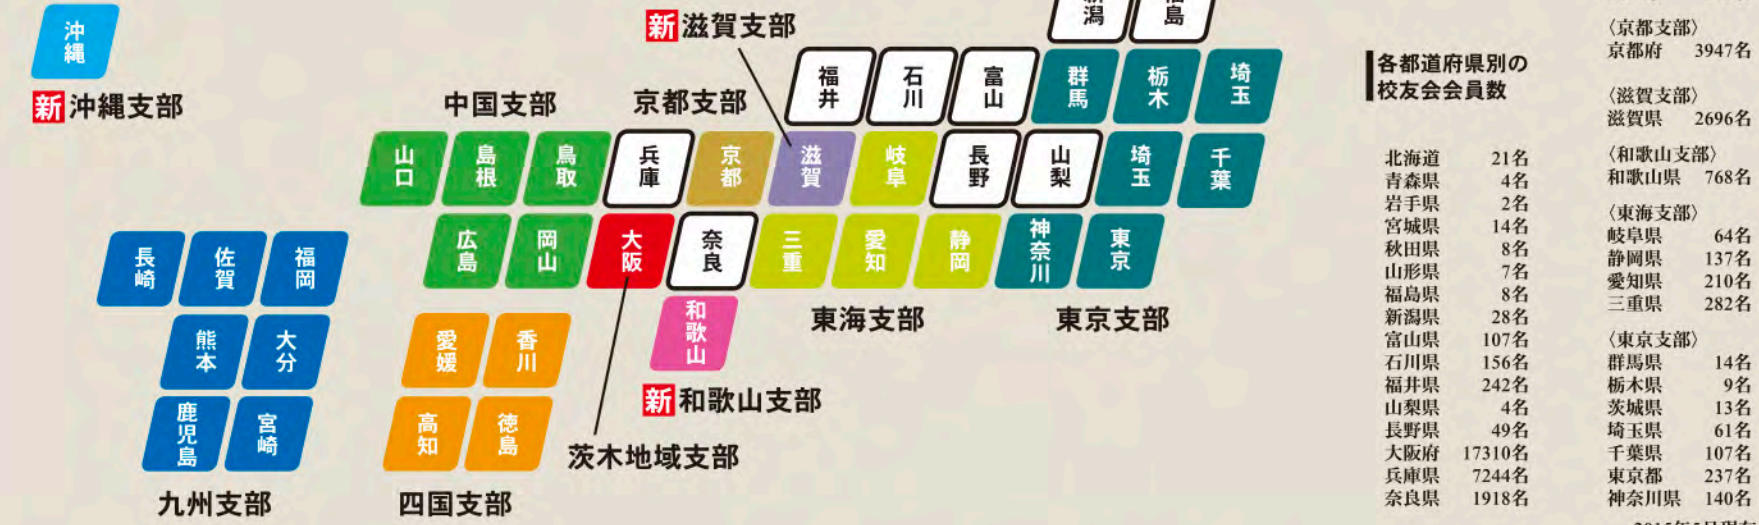 沖縄
新 沖縄支部
新 滋賀支部
中国支部
京都支部
福井
石川
富山
群馬
栃木
埼玉
山口
島根
鳥取
兵庫
京都
滋賀
岐阜
長野
山梨
埼玉
千葉
広島
岡山
大阪
奈良
三重
愛知
静岡
神奈川
東京
和歌山
東海支部
東京支部
新 和歌山支部
茨木地域支部
長崎
佐賀
福岡
熊本
大分
鹿児島
宮崎
九州支部
愛媛
香川
高知
徳島
四国支部
各都道府県別の
校友会会員数
北海道 21名
青森県 4名
岩手県 2名
宮城県 14名
秋田県 8名
山形県 7名
福島県 8名
新潟県 28名
富山県 107名
石川県 156名
福井県 242名
山梨県 4名
長野県 49名
大阪府 17310名
兵庫県 7244名
奈良県 1918名
〈京都支部〉
京都府 3947名
〈滋賀支部〉
滋賀県 2696名
〈和歌山支部〉
和歌山県 768名
〈東海支部〉
岐阜県 64名
静岡県 137名
愛知県 210名
三重県 282名
〈東京支部〉
群馬県 14名
栃木県 9名
茨城県 13名
埼玉県 61名
千葉県 107名
東京都 237名
神奈川県 140名